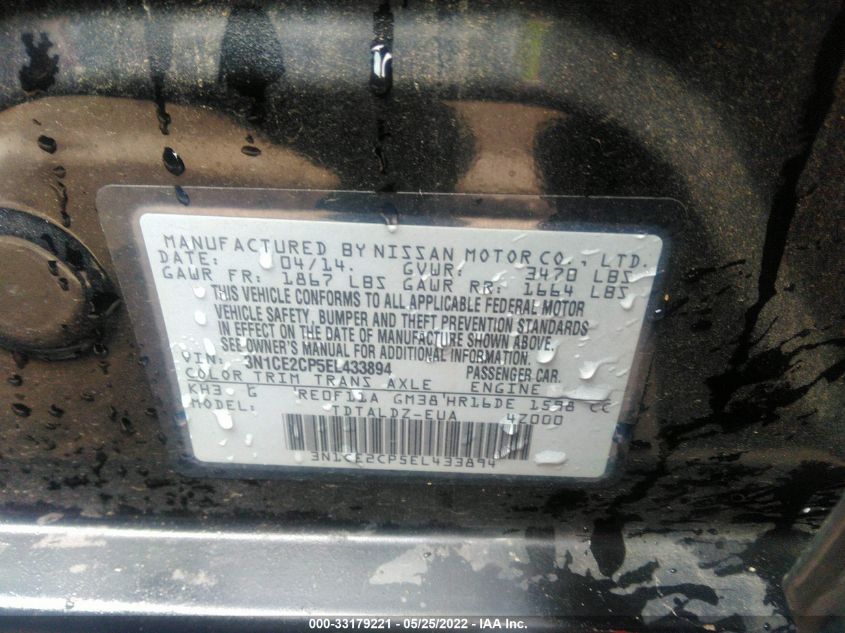 MANUFACTURED BY NISSAN MOTOR CO., LTD.
DATE: 04/14. GVWR: 3470 LBS
GAWR FR: 1867 LBS GAWR RR: 1664 LBS
THIS VEHICLE CONFORMS TO ALL APPLICABLE FEDERAL MOTOR
VEHICLE SAFETY, BUMPER AND THEFT PREVENTION STANDARDS
IN EFFECT ON THE DATE OF MANUFACTURE SHOWN ABOVE.
SEE OWNER'S MANUAL FOR ADDITIONAL INFORMATION.
VIN: 3N1CE2CP5EL433894 PASSENGER CAR.
COLOR TRIM TRANS AXLE ENGINE
KH3 G RE0F11A GM38 HR16DE 1598 CC
MODEL: TDTALDZ-EUA 4Z000
3N1CE2CP5EL433894
000-33179221 - 05/25/2022 - IAA Inc.